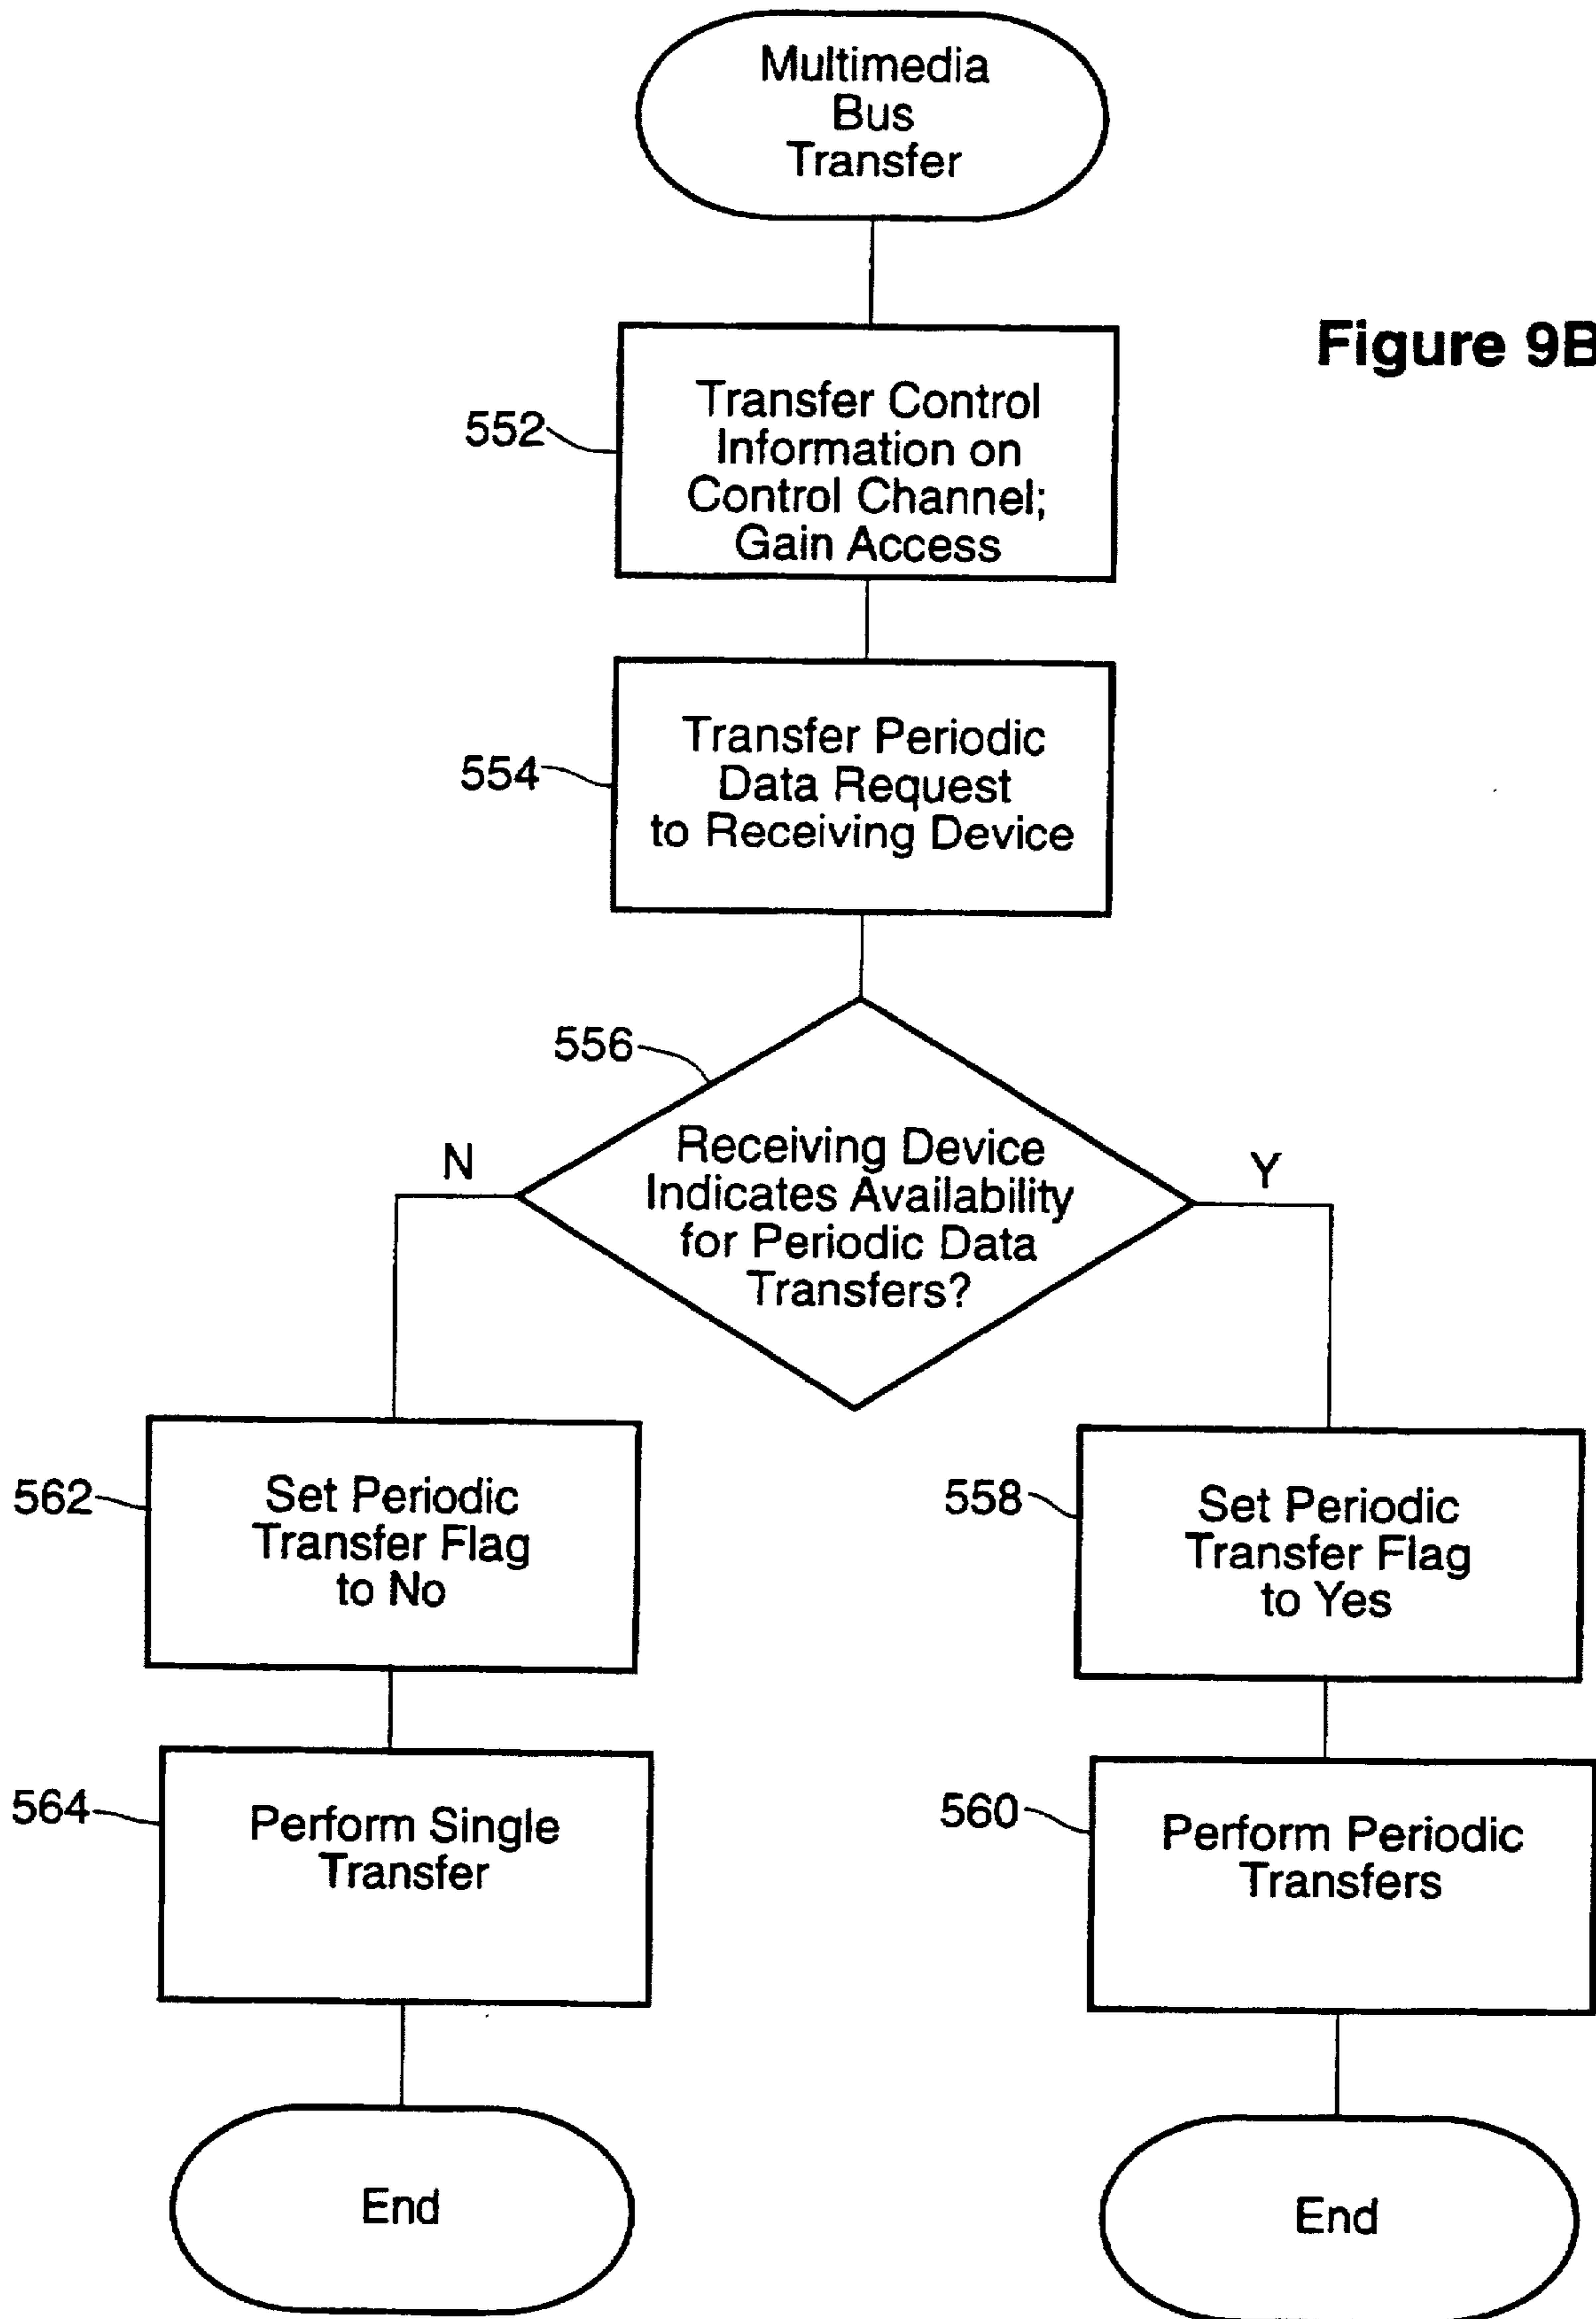 Multimedia
Bus
Transfer
Figure 9B
552
Transfer Control
Information on
Control Channel;
Gain Access
554
Transfer Periodic
Data Request
to Receiving Device
556
N
Receiving Device
Indicates Availability
for Periodic Data
Transfers?
Y
562
Set Periodic
Transfer Flag
to No
558
Set Periodic
Transfer Flag
to Yes
564
Perform Single
Transfer
560
Perform Periodic
Transfers
End
End